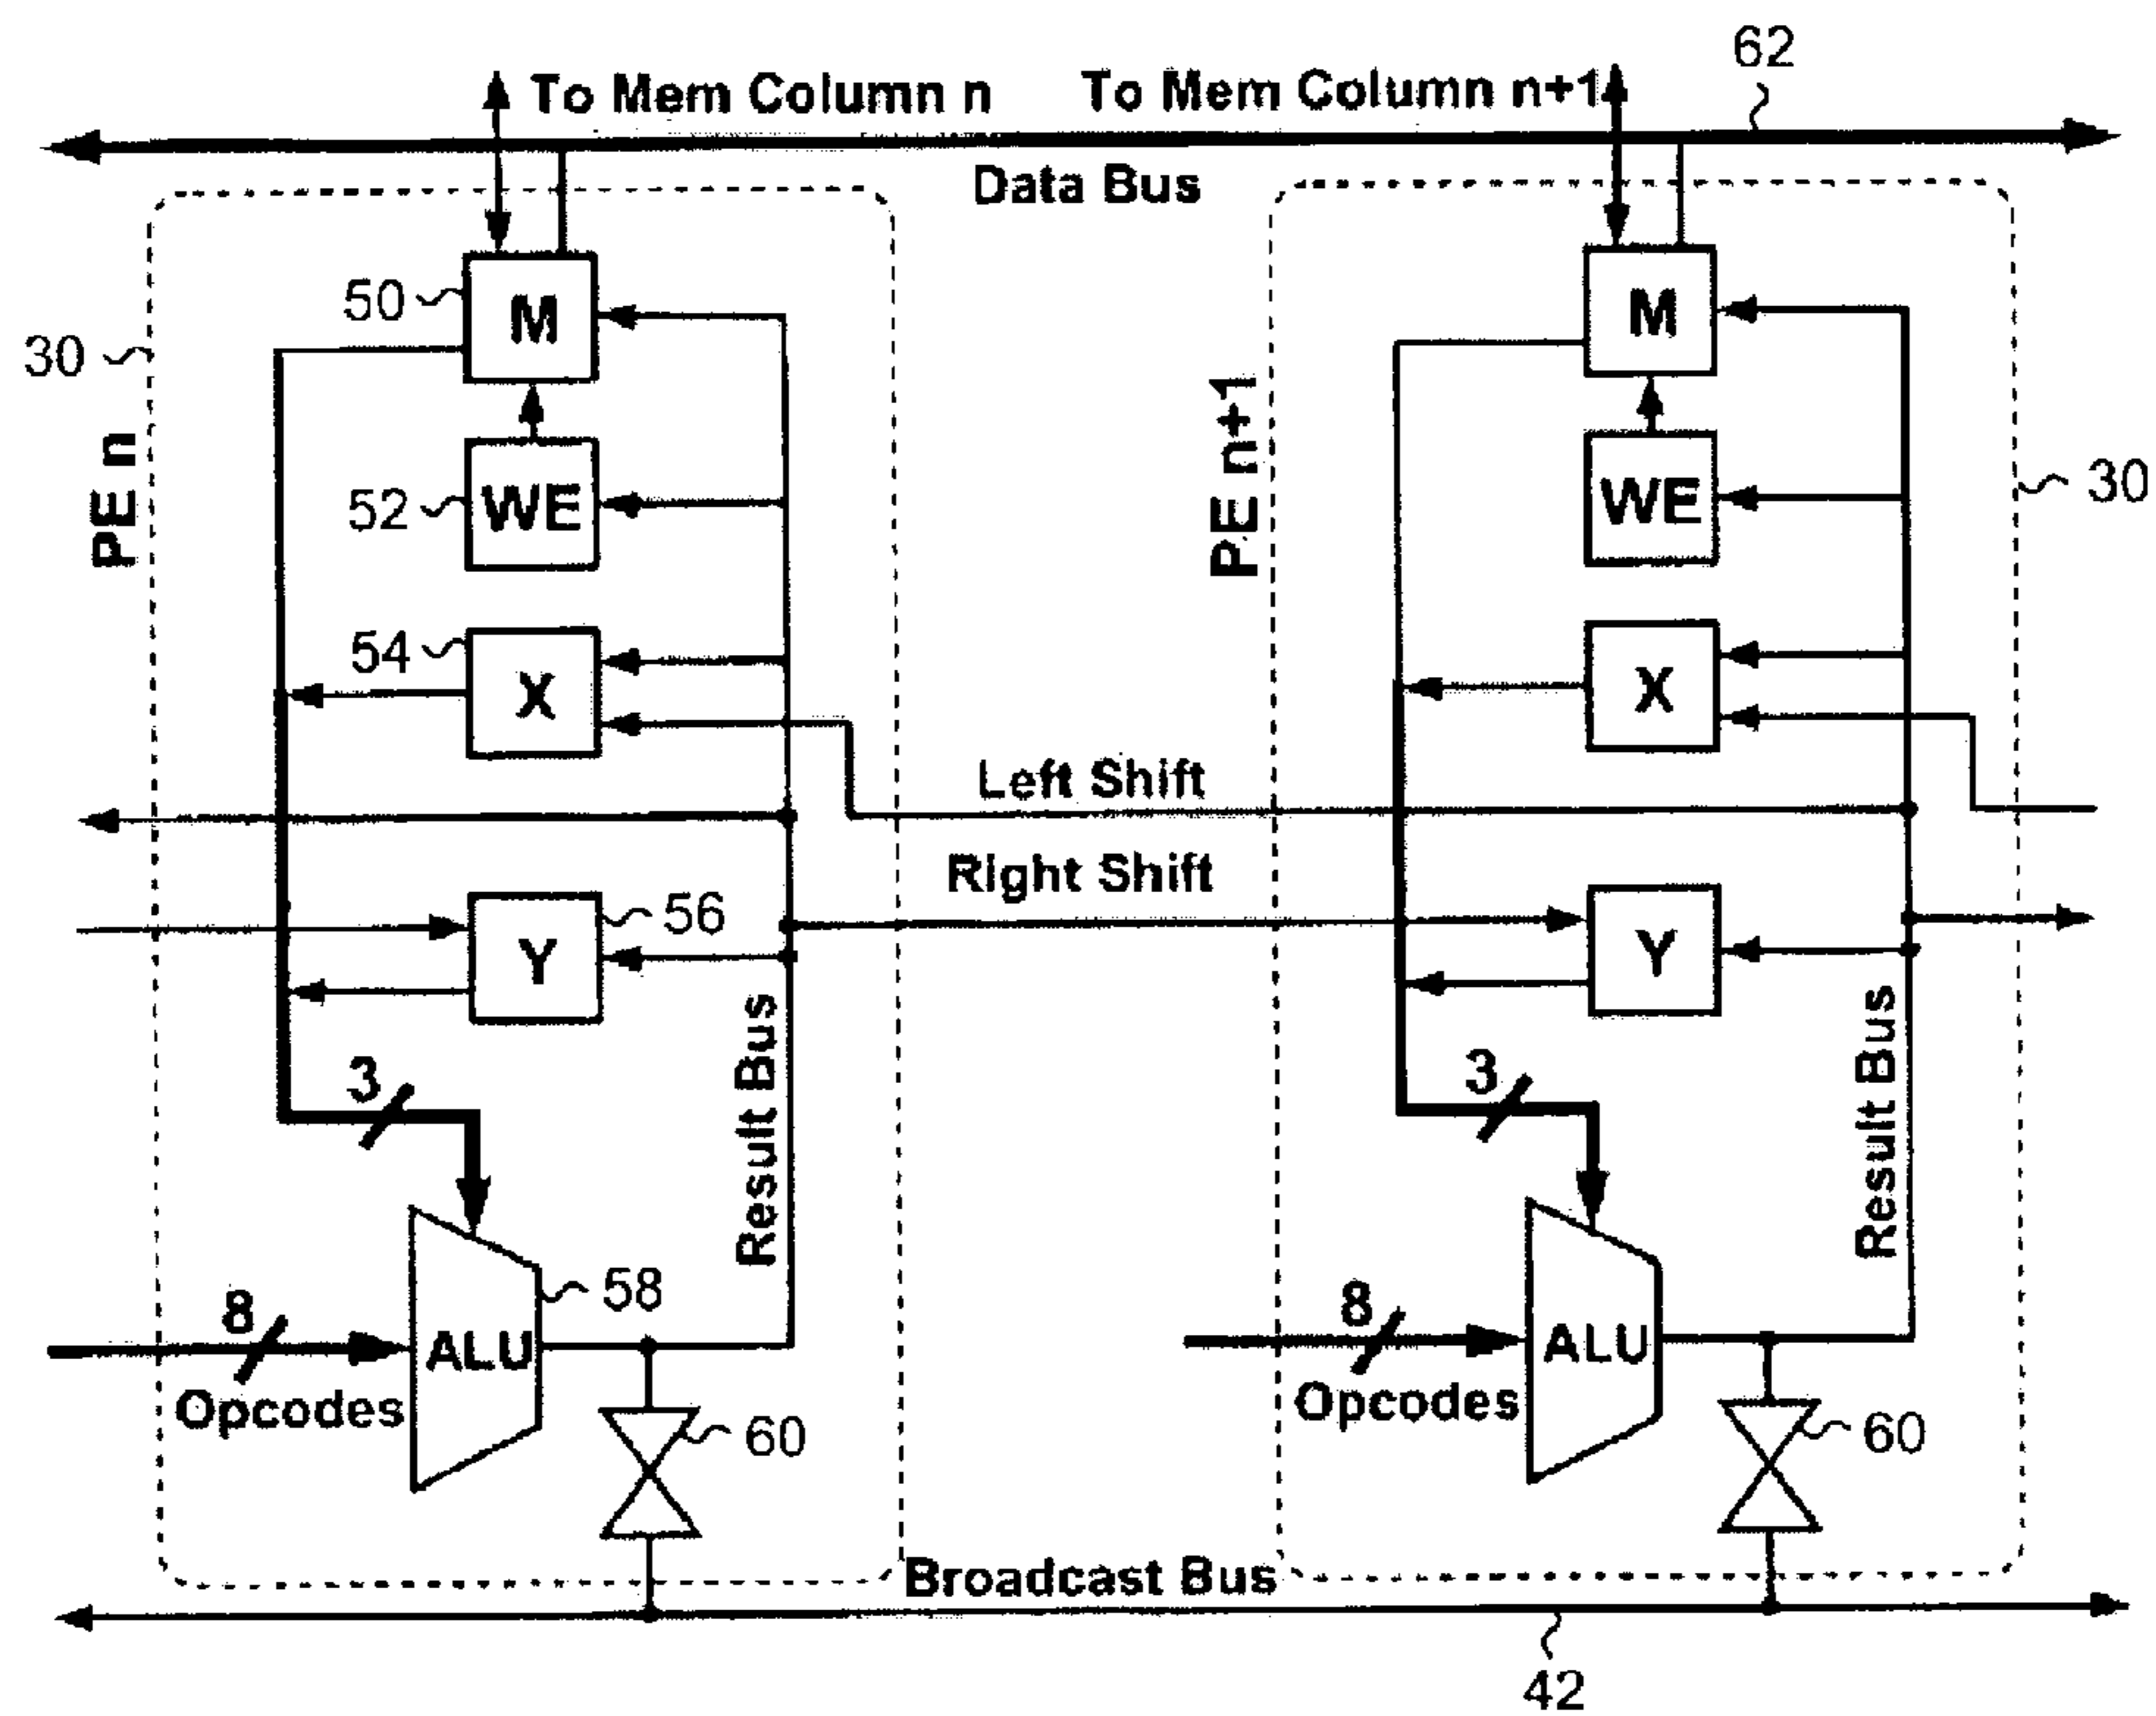 62
To Mem Column n
To Mem Column n+1
Data Bus
50
M
M
30
PE n
PE n+1
52
WE
WE
30
54
X
X
Left Shift
Right Shift
56
Y
Y
3
3
Result Bus
Result Bus
8
ALU
58
8
ALU
Opcodes
Opcodes
60
60
Broadcast Bus
42